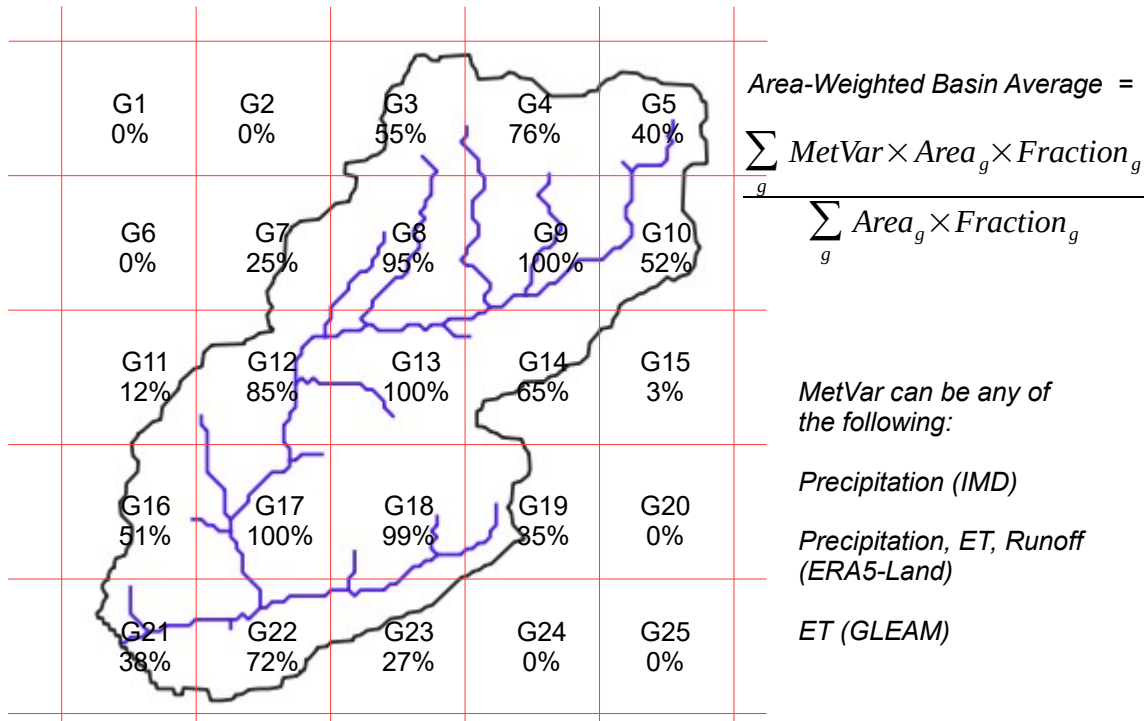 G1
0%
G2
0%
G3
55%
G4
76%
G5
40%
G6
0%
G7
25%
G8
95%
G9
100%
G10
52%
G11
12%
G12
85%
G13
100%
G14
65%
G15
3%
G16
51%
G17
100%
G18
99%
G19
35%
G20
0%
G21
38%
G22
72%
G23
27%
G24
0%
G25
0%
Area-Weighted Basin Average =
∑ MetVar × Area_g × Fraction_g
g
∑ Area_g × Fraction_g
g
MetVar can be any of
the following:
Precipitation (IMD)
Precipitation, ET, Runoff
(ERA5-Land)
ET (GLEAM)